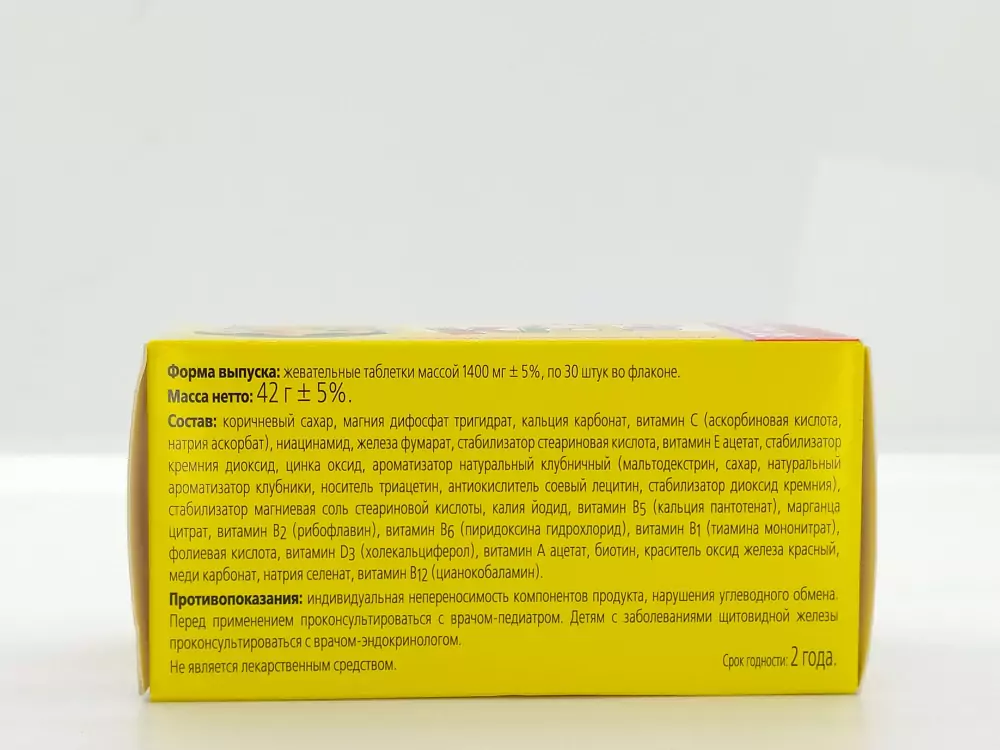 Форма выпуска: жевательные таблетки массой 1400 мг ± 5%, по 30 штук во флаконе.
Масса нетто: 42 г ± 5%.
Состав: коричневый сахар, магния дифосфат тригидрат, кальция карбонат, витамин С (аскорбиновая кислота,
натрия аскорбат), ниацинамид, железа фумарат, стабилизатор стеариновая кислота, витамин Е ацетат, стабилизатор
кремния диоксид, цинка оксид, ароматизатор натуральный клубничный (мальтодекстрин, сахар, натуральный
ароматизатор клубники, носитель триацетин, антиокислитель соевый лецитин, стабилизатор диоксид кремния),
стабилизатор магниевая соль стеариновой кислоты, калия йодид, витамин B5 (кальция пантотенат), марганца
цитрат, витамин B2 (рибофлавин), витамин B6 (пиридоксина гидрохлорид), витамин B1 (тиамина мононитрат),
фолиевая кислота, витамин D3 (холекальциферол), витамин А ацетат, биотин, краситель оксид железа красный,
меди карбонат, натрия селенат, витамин B12 (цианокобаламин).
Противопоказания: индивидуальная непереносимость компонентов продукта, нарушения углеводного обмена.
Перед применением проконсультироваться с врачом-педиатром. Детям с заболеваниями щитовидной железы
проконсультироваться с врачом-эндокринологом.
Не является лекарственным средством. Срок годности: 2 года.